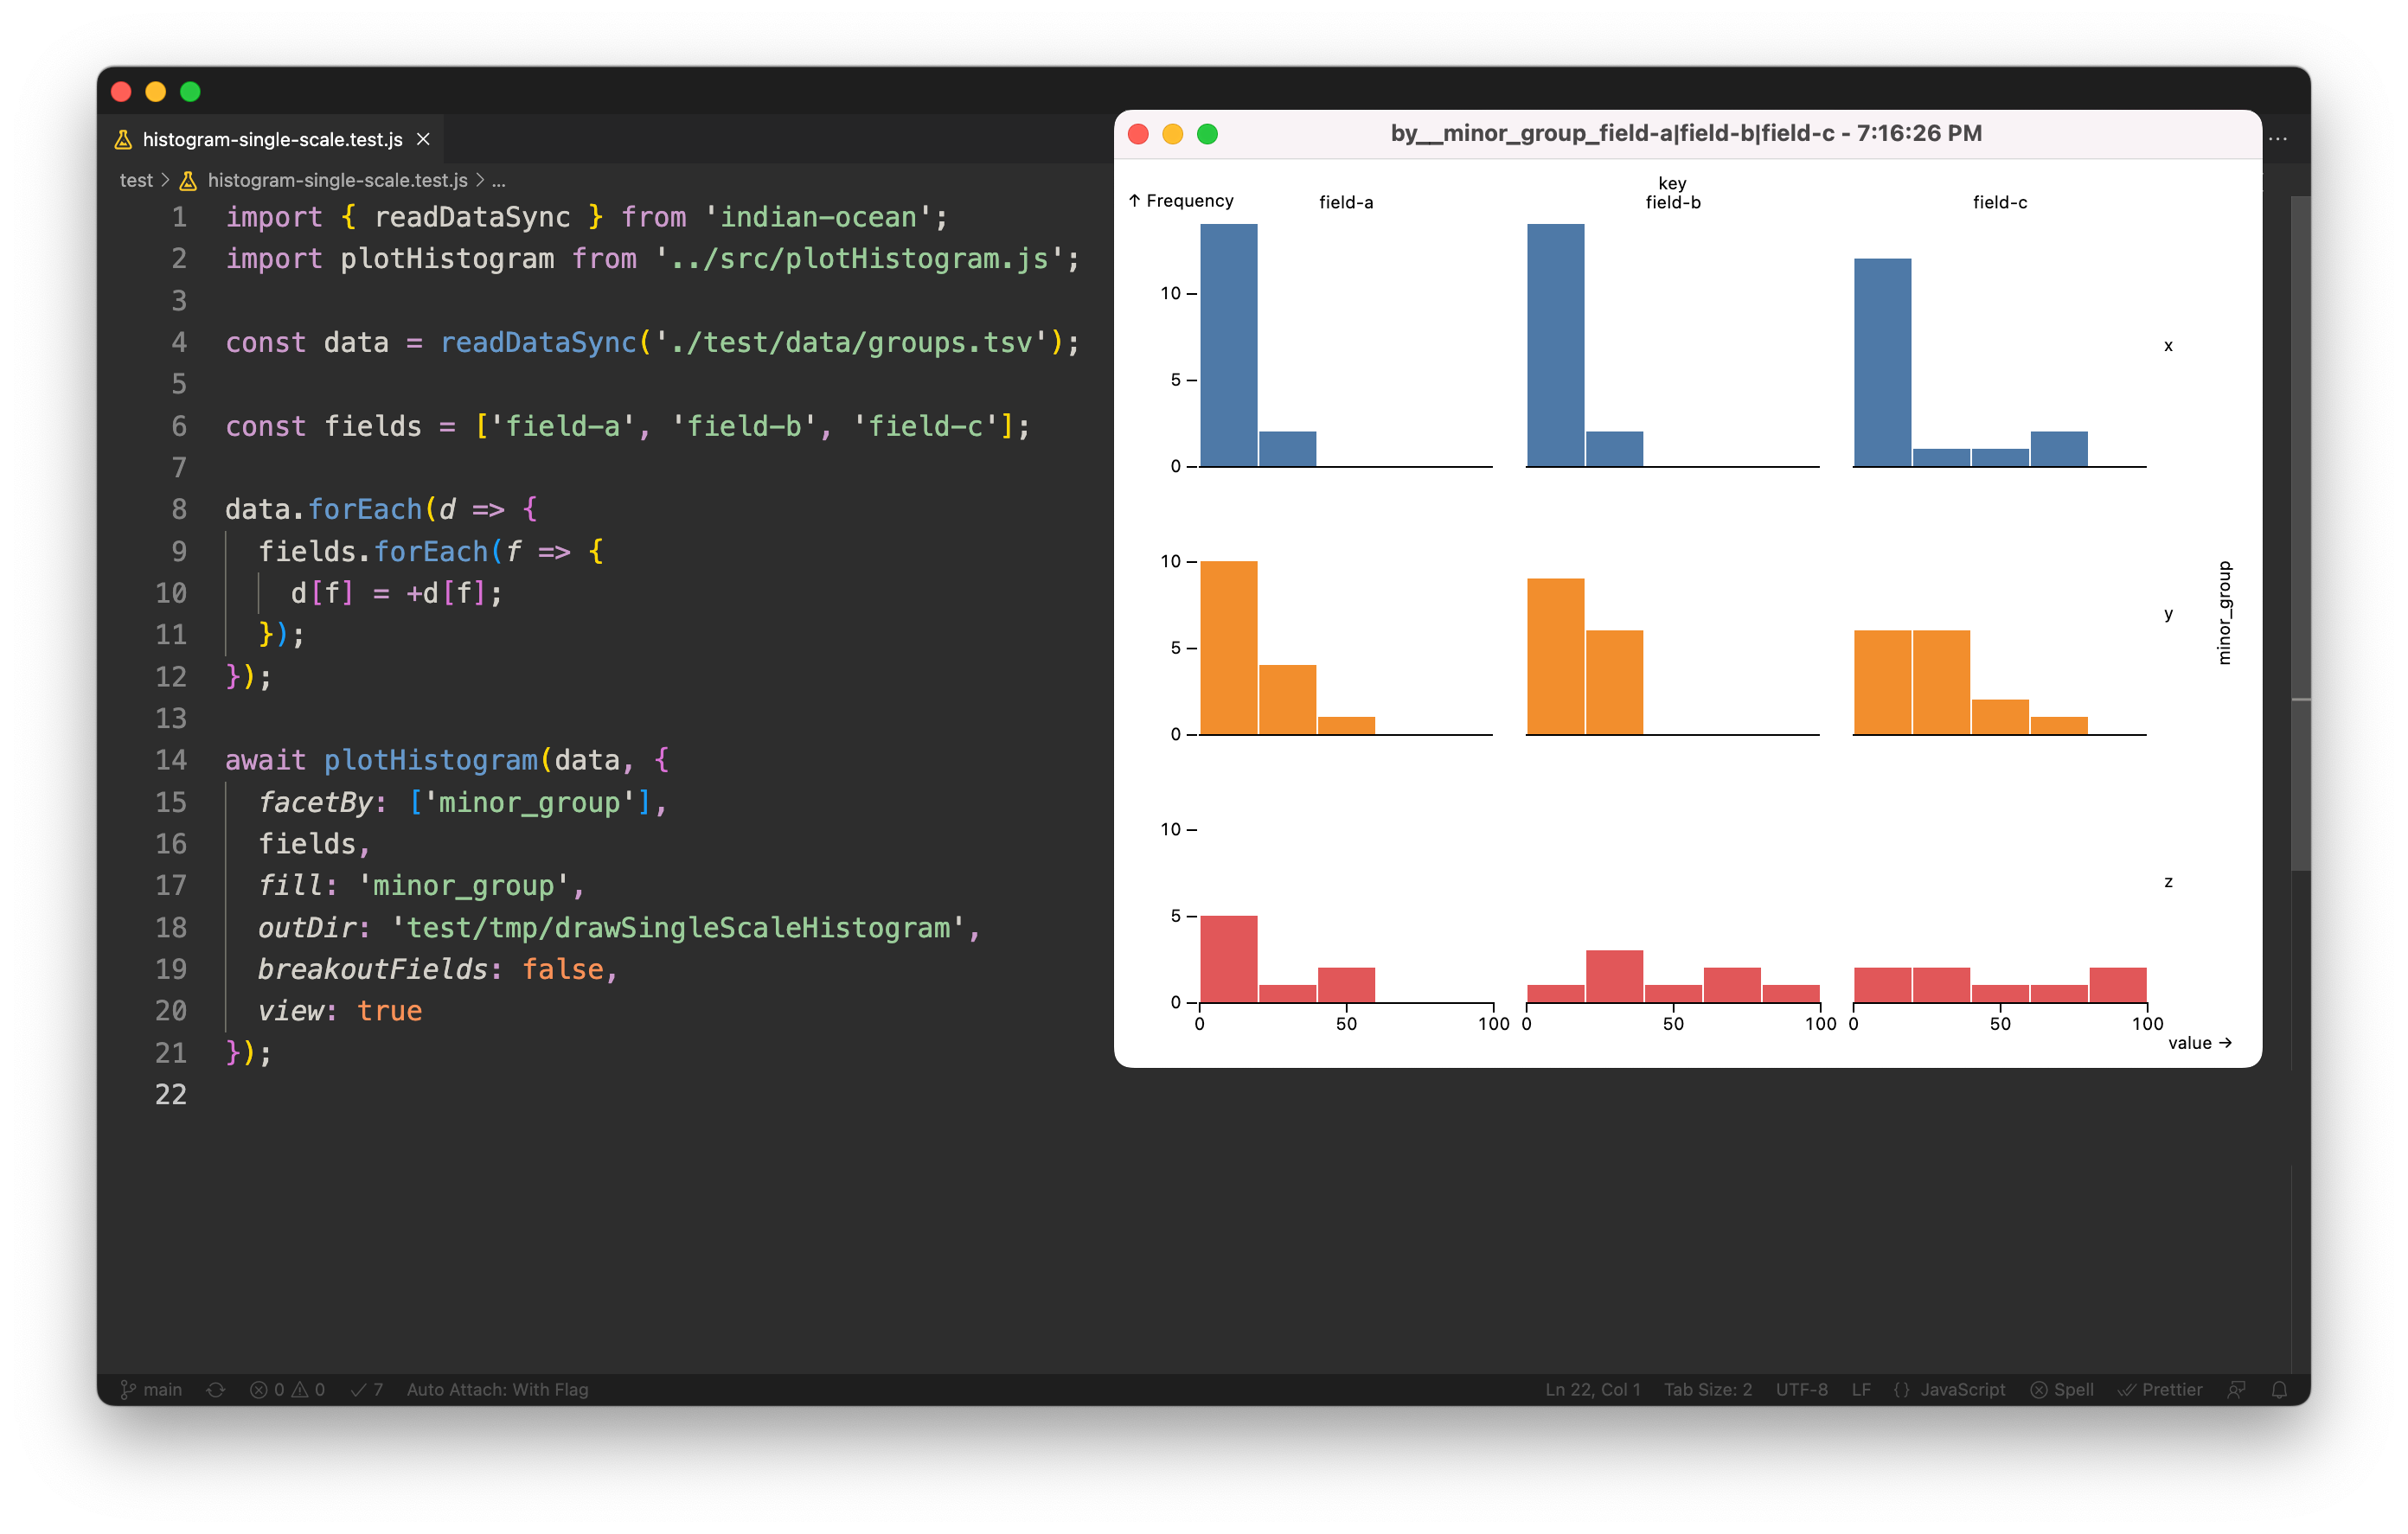 histogram-single-scale.test.js
test > histogram-single-scale.test.js > ...
1 import { readDataSync } from 'indian-ocean';
2 import plotHistogram from '../src/plotHistogram.js';
3
4 const data = readDataSync('./test/data/groups.tsv');
5
6 const fields = ['field-a', 'field-b', 'field-c'];
7
8 data.forEach(d => {
9 fields.forEach(f => {
10 d[f] = +d[f];
11 });
12 });
13
14 await plotHistogram(data, {
15 facetBy: ['minor_group'],
16 fields,
17 fill: 'minor_group',
18 outDir: 'test/tmp/drawSingleScaleHistogram',
19 breakoutFields: false,
20 view: true
21 });
22
by__minor_group_field-a|field-b|field-c - 7:16:26 PM
key
↑ Frequency field-a field-b field-c
10
5
0
x
10
5
0
y
minor_group
10
5
0
z
0 50 100 0 50 100 0 50 100
value →
main 0 0 7 Auto Attach: With Flag Ln 22, Col 1 Tab Size: 2 UTF-8 LF {} JavaScript Spell Prettier